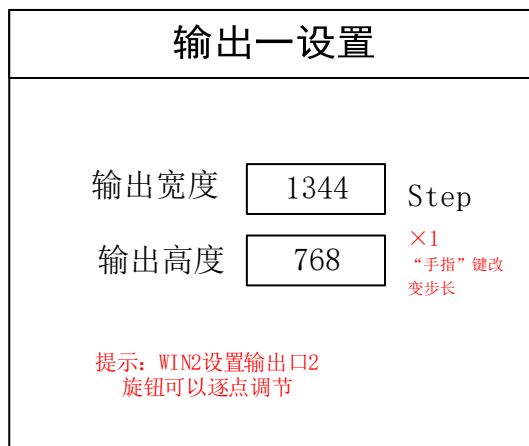 输出一设置
输出宽度 1344 Step
输出高度 768 ×1
“手指”键改
变步长
提示：WIN2设置输出口2
旋钮可以逐点调节